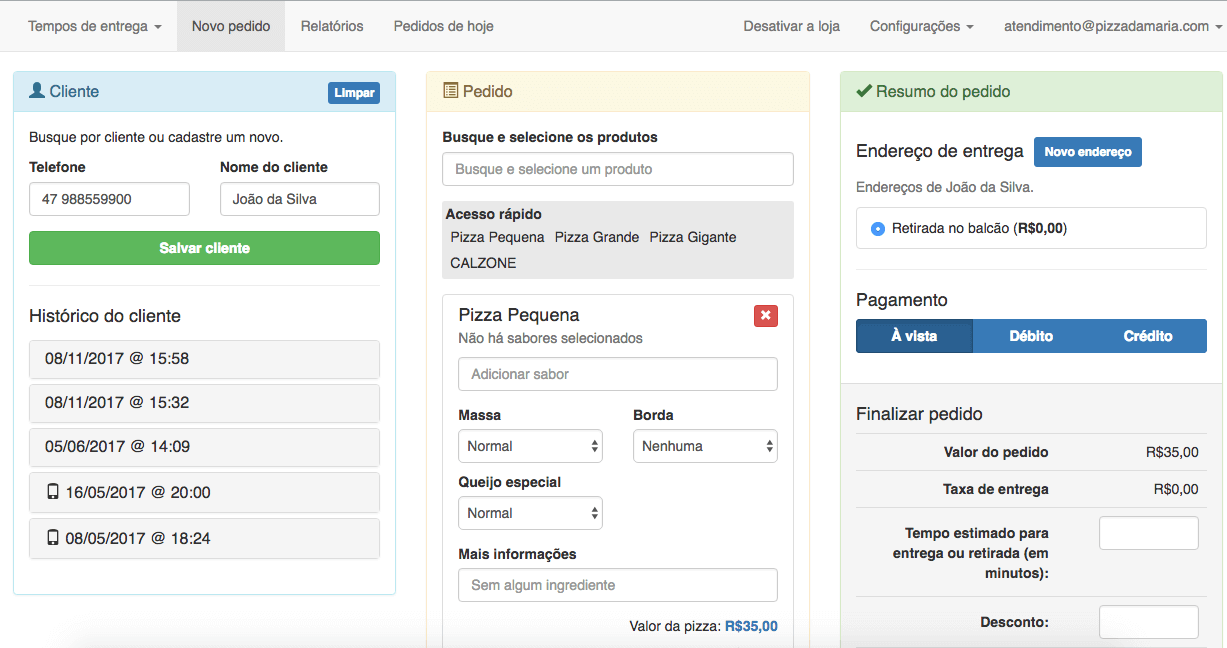 Tempos de entrega Novo pedido Relatórios Pedidos de hoje Desativar a loja Configurações atendimento@pizzadamaria.com
Cliente Limpar
Busque por cliente ou cadastre um novo.
Telefone Nome do cliente
47 988559900 João da Silva
Salvar cliente
Histórico do cliente
08/11/2017 @ 15:58
08/11/2017 @ 15:32
05/06/2017 @ 14:09
16/05/2017 @ 20:00
08/05/2017 @ 18:24
Pedido
Busque e selecione os produtos
Busque e selecione um produto
Acesso rápido
Pizza Pequena Pizza Grande Pizza Gigante
CALZONE
Pizza Pequena
Não há sabores selecionados
Adicionar sabor
Massa Borda
Normal Nenhuma
Queijo especial
Normal
Mais informações
Sem algum ingrediente
Valor da pizza: R$35,00
Resumo do pedido
Endereço de entrega Novo endereço
Endereços de João da Silva.
Retirada no balcão (R$0,00)
Pagamento
À vista Débito Crédito
Finalizar pedido
Valor do pedido R$35,00
Taxa de entrega R$0,00
Tempo estimado para
entrega ou retirada (em
minutos):
Desconto: